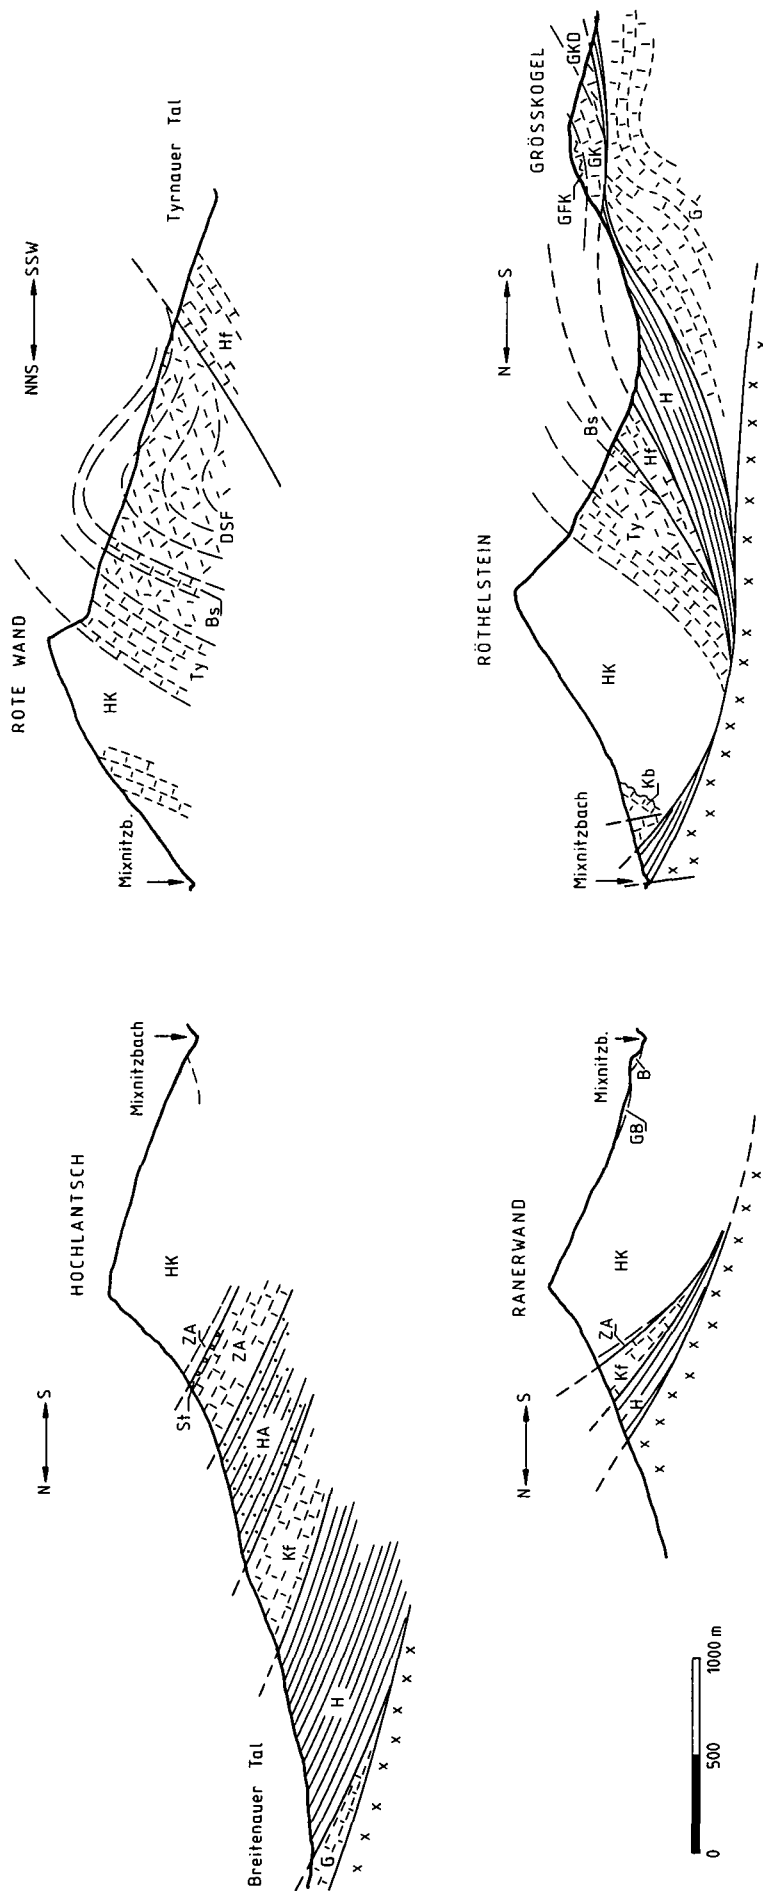 HOCHLANTSCH
N S
Breitenauer Tal
Mixnitzbach
HK
St
ZA
ZA
HA
Kf
H
G
ROTE WAND
NNS SSW
Mixnitzb.
Tyrnauer Tal
HK
Ty
Bs
DSF
Hf
0 500 1000 m
RANERWAND
N S
Mixnitzb.
HK
ZA
Kf
H
GB
B
x x x x x x x x x x x x
RÖTHELSTEIN
GRÖSSKOGEL
N S
Mixnitzbach
HK
Kb
Ty
Bs
Hf
H
GFK
GK
GKD
G